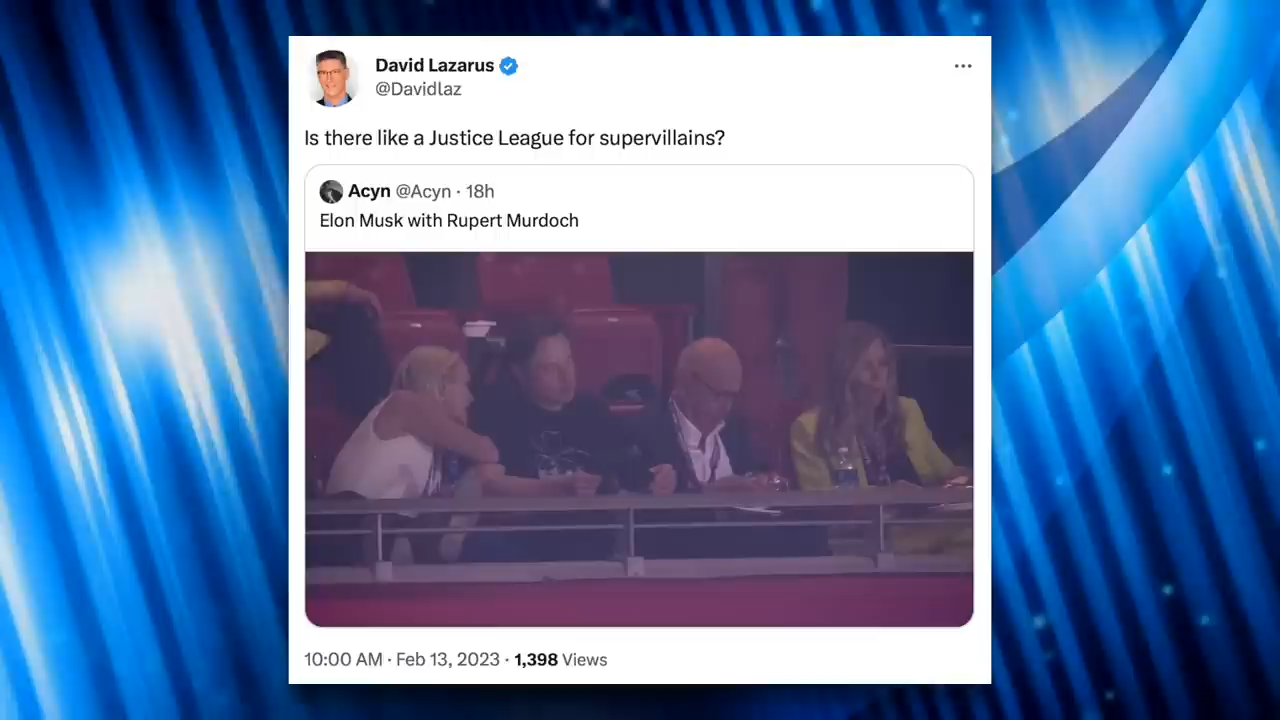 David Lazarus
@Davidlaz
Is there like a Justice League for supervillains?
Acyn @Acyn · 18h
Elon Musk with Rupert Murdoch
10:00 AM · Feb 13, 2023 · 1,398 Views